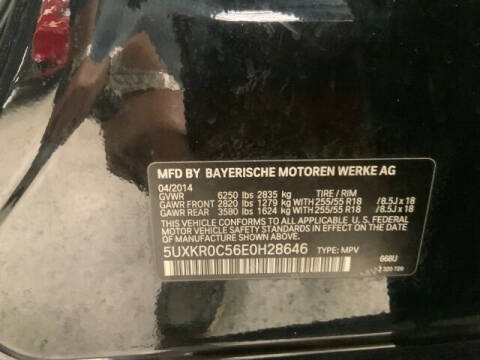 MFD BY BAYERISCHE MOTOREN WERKE AG
04/2014
GVWR 6250 lbs 2835 kg TIRE / RIM
GAWR FRONT 2820 lbs 1279 kg WITH 255/55 R18 /8.5J x 18
GAWR REAR 3580 lbs 1624 kg WITH 255/55 R18 /8.5J x 18
THIS VEHICLE CONFORMS TO ALL APPLICABLE
FEDERAL MOTOR VEHICLE SAFETY STANDARDS
IN EFFECT ON THE DATE OF
MANUFACTURE SHOWN ABOVE.
5UXKR0C56E0H28646 TYPE: MPV 668U